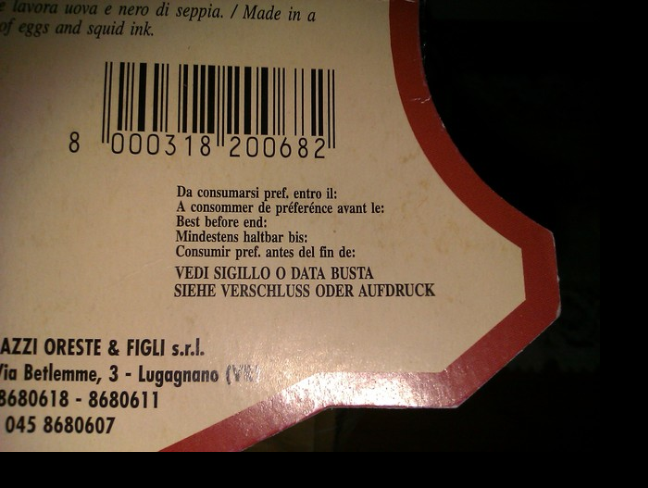 e lavora uova e nero di seppia. / Made in a
of eggs and squid ink.
8 000318 200682
Da consumarsi pref. entro il:
A consommer de préferénce avant le:
Best before end:
Mindestens haltbar bis:
Consumir pref. antes del fin de:
VEDI SIGILLO O DATA BUSTA
SIEHE VERSCHLUSS ODER AUFDRUCK
AZZI ORESTE & FIGLI s.r.l.
Via Betlemme, 3 - Lugagnano (VR)
8680618 - 8680611
045 8680607